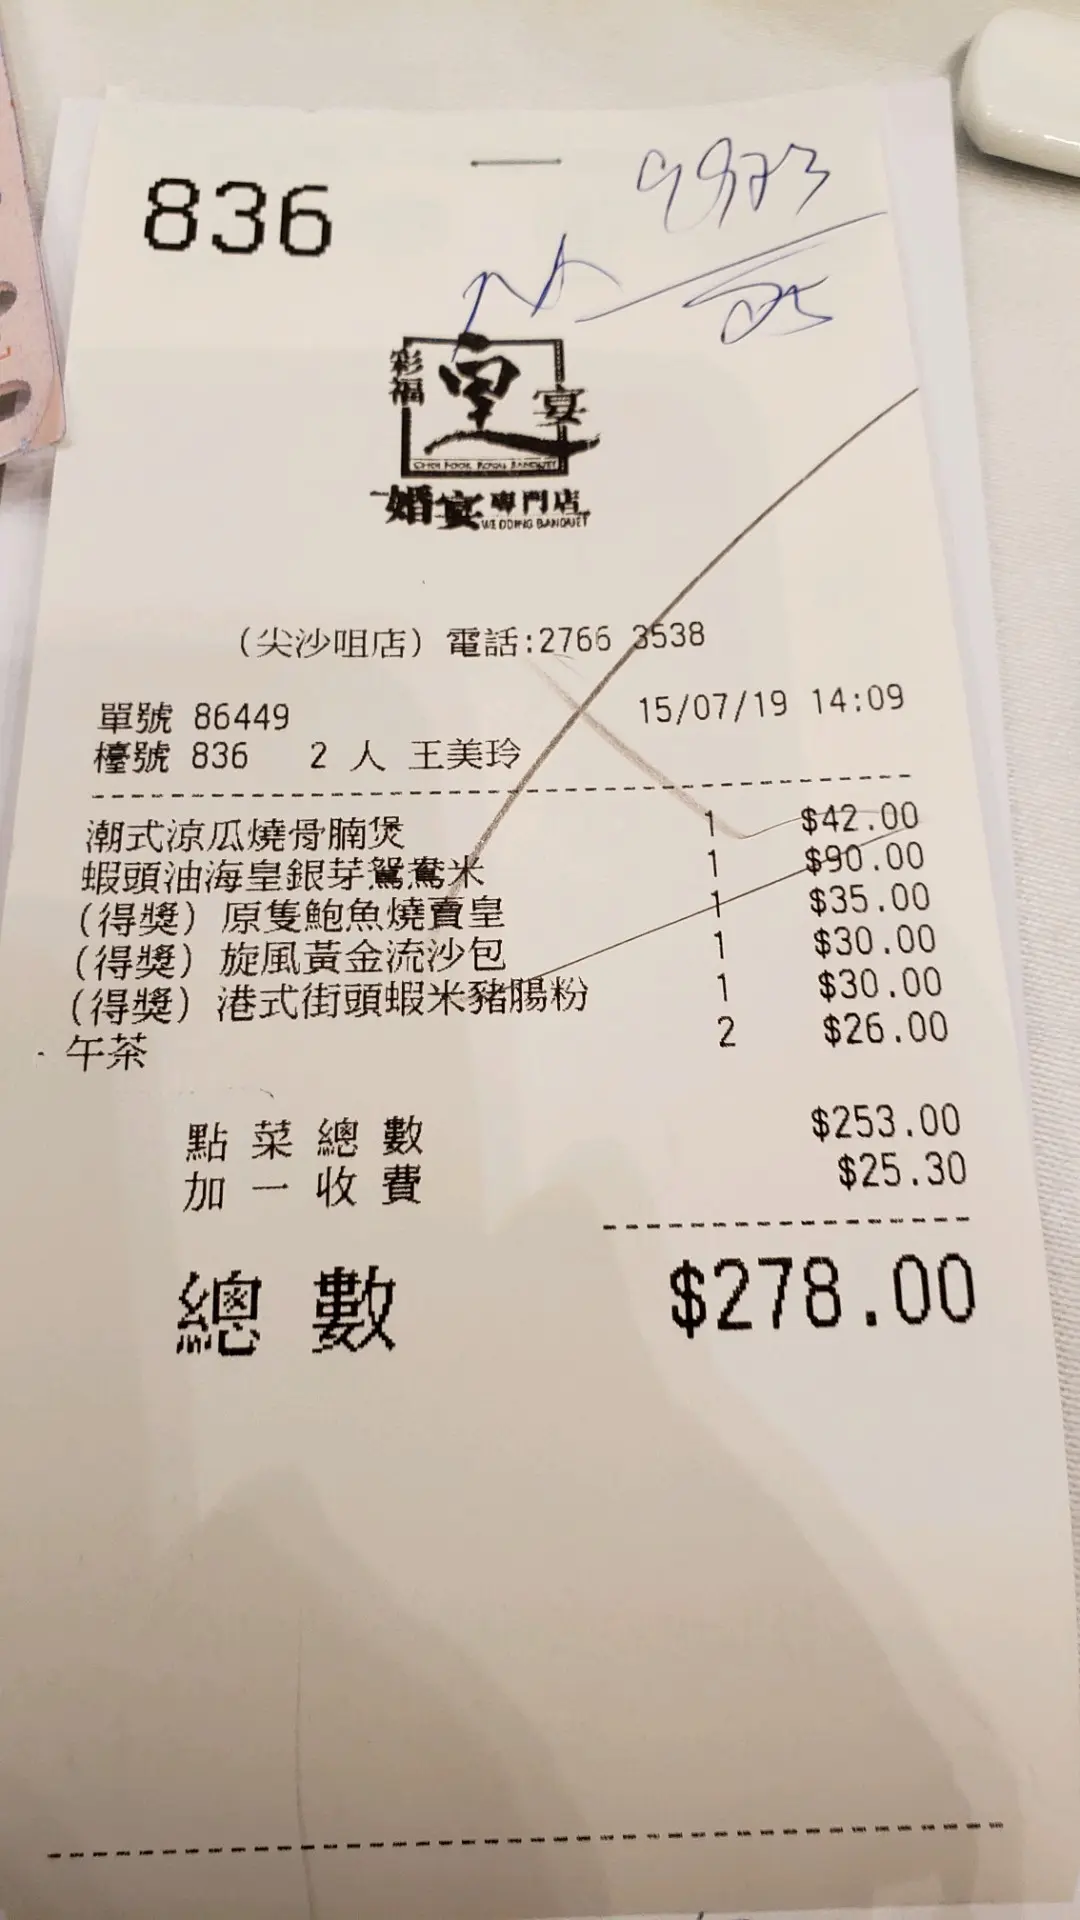 836
彩福
皇
宴
CHOI FOOK ROYAL BANQUET
婚宴專門店
WEDDING BANQUET
(尖沙咀店) 電話:2766 3538
單號 86449 15/07/19 14:09
檯號 836 2 人 王美玲
潮式涼瓜燒骨腩煲 1 $42.00
蝦頭油海皇銀芽鴛鴦米 1 $90.00
(得獎) 原隻鮑魚燒賣皇 1 $35.00
(得獎) 旋風黃金流沙包 1 $30.00
(得獎) 港式街頭蝦米豬腸粉 1 $30.00
午茶 2 $26.00
點菜總數 $253.00
加一收費 $25.30
總數 $278.00